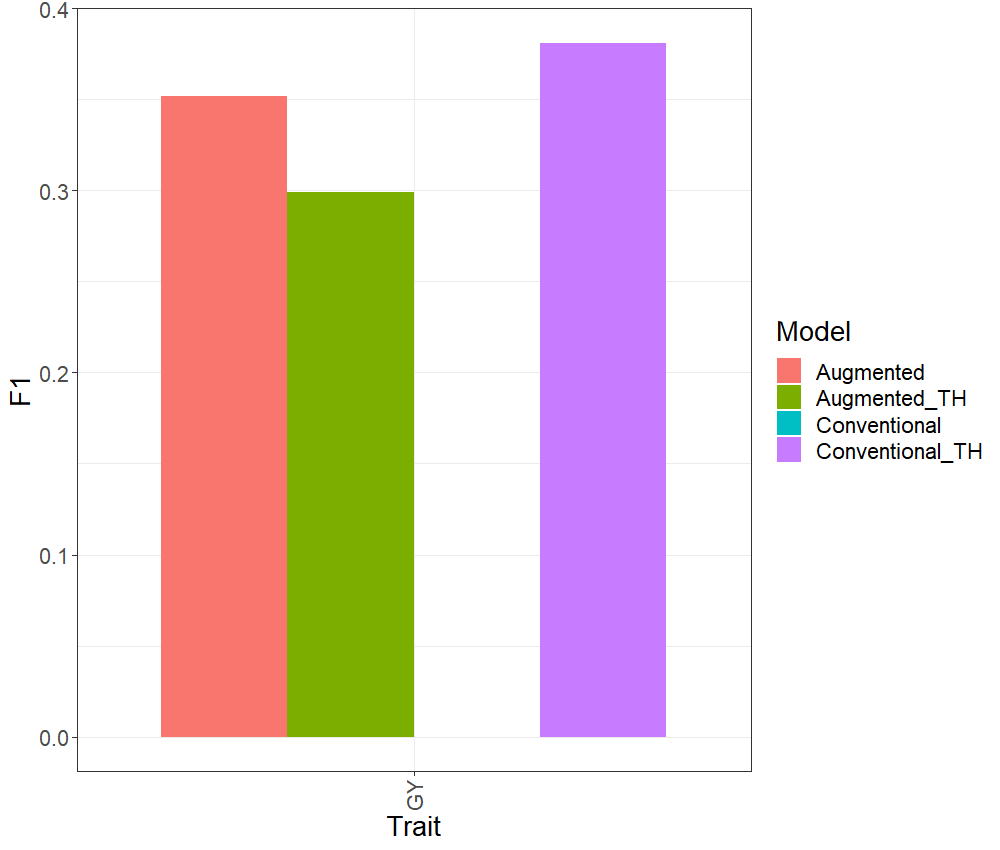 0.4
0.3
0.2
0.1
0.0
F1
GY
Trait
Model
Augmented
Augmented_TH
Conventional
Conventional_TH